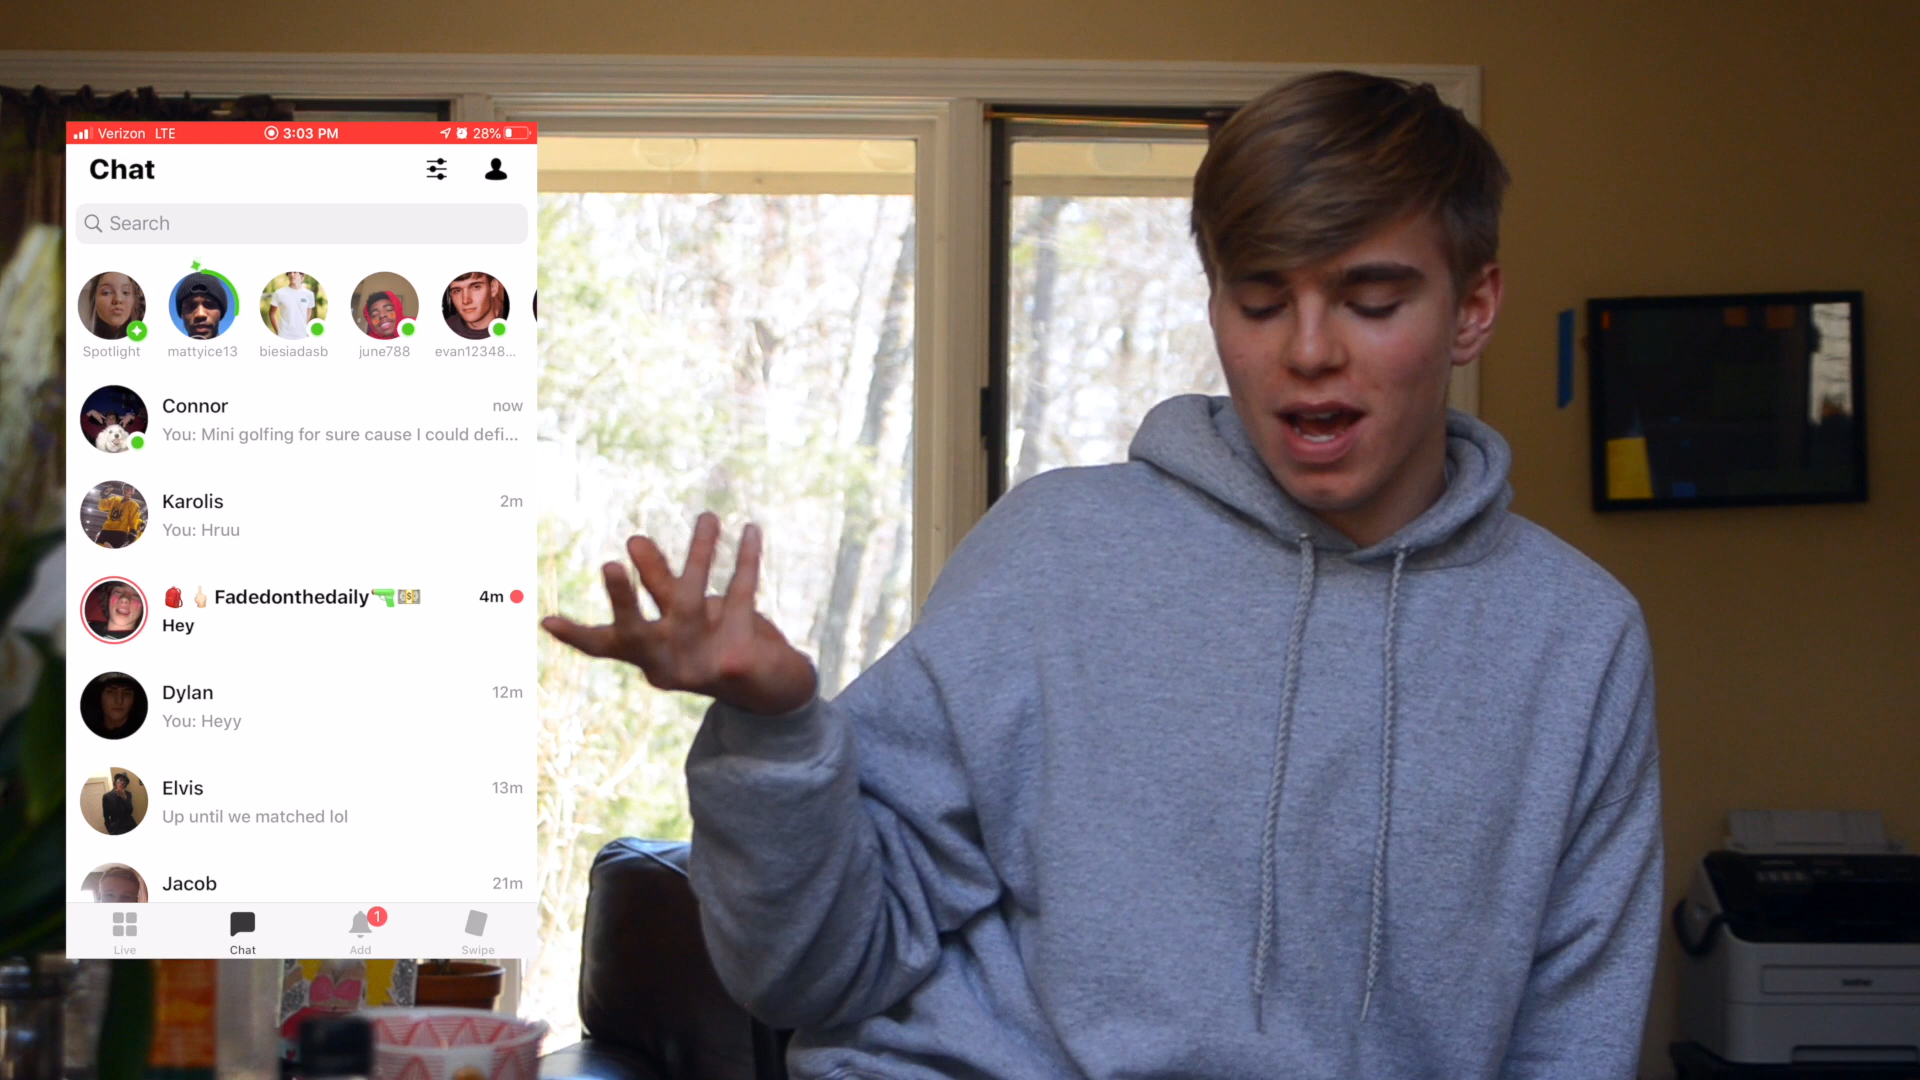 Verizon LTE 3:03 PM 28%
Chat
Search
Spotlight mattyice13 biesiadasb june788 evan12348...
Connor now
You: Mini golfing for sure cause I could defi...
Karolis 2m
You: Hruu
🎒👆🏻Fadedonthedaily🔫💵 4m
Hey
Dylan 12m
You: Heyy
Elvis 13m
Up until we matched lol
Jacob 21m
1
Live Chat Add Swipe
brother